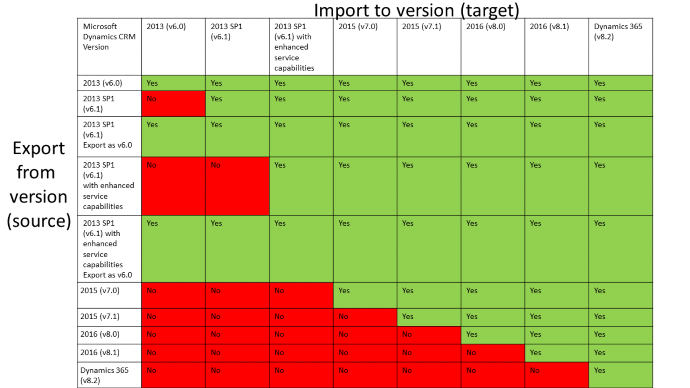 Import to version (target)
Microsoft 2013 (v6.0) 2013 SP1 2013 SP1 2015 (v7.0) 2015 (v7.1) 2016 (v8.0) 2016 (v8.1) Dynamics 365
Dynamics CRM (v6.1) (v6.1) with (v8.2)
Version enhanced
service
capabilities
2013 (v6.0) Yes Yes Yes Yes Yes Yes Yes Yes
2013 SP1 No Yes Yes Yes Yes Yes Yes Yes
(v6.1)
2013 SP1 Yes Yes Yes Yes Yes Yes Yes Yes
(v6.1)
Export as v6.0
Export
from
version
(source)
2013 SP1 No No Yes Yes Yes Yes Yes Yes
(v6.1)
with enhanced
service
capabilities
2013 SP1 Yes Yes Yes Yes Yes Yes Yes Yes
(v6.1) with
enhanced
service
capabilities
Export as v6.0
2015 (v7.0) No No No Yes Yes Yes Yes Yes
2015 (v7.1) No No No No Yes Yes Yes Yes
2016 (v8.0) No No No No No Yes Yes Yes
2016 (v8.1) No No No No No No Yes Yes
Dynamics 365 No No No No No No No Yes
(v8.2)